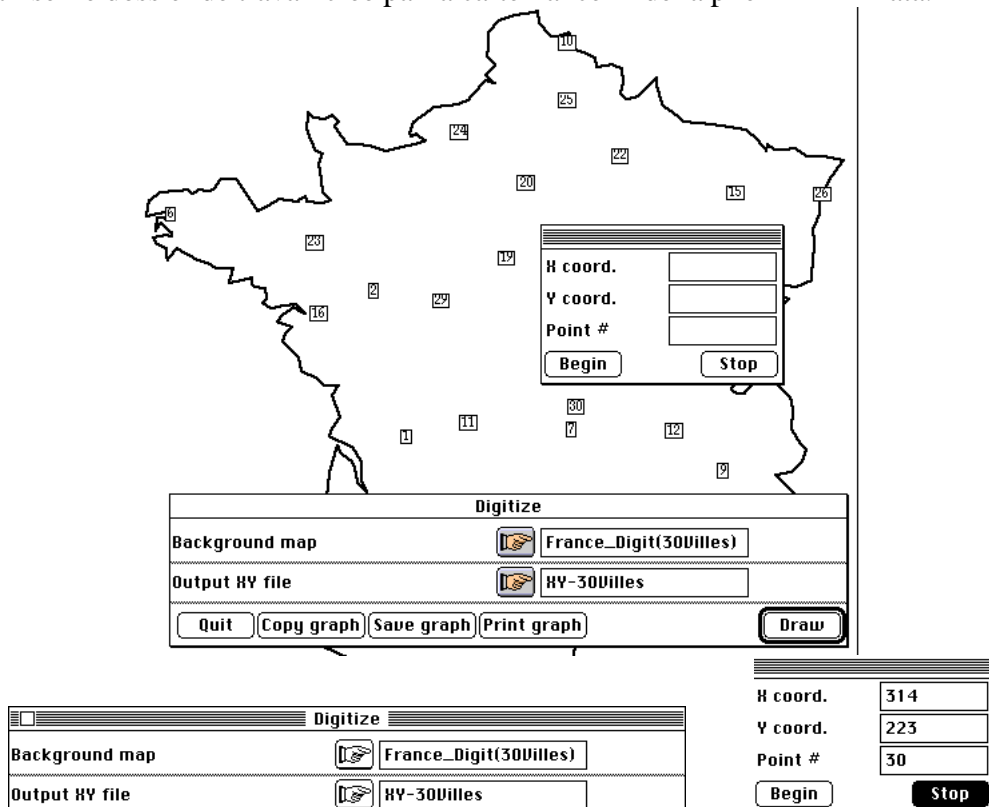 10
25
24
22
20
15
26
6
23
19
X coord.
2
29
Y coord.
16
Point #
Begin Stop
30
11
1
7
12
9
Digitize
Background map France_Digit(30Villes)
Output XY file XY-30Villes
Quit Copy graph Save graph Print graph Draw
X coord. 314
Digitize
Y coord. 223
Background map France_Digit(30Villes)
Point # 30
Output XY file XY-30Villes
Begin Stop